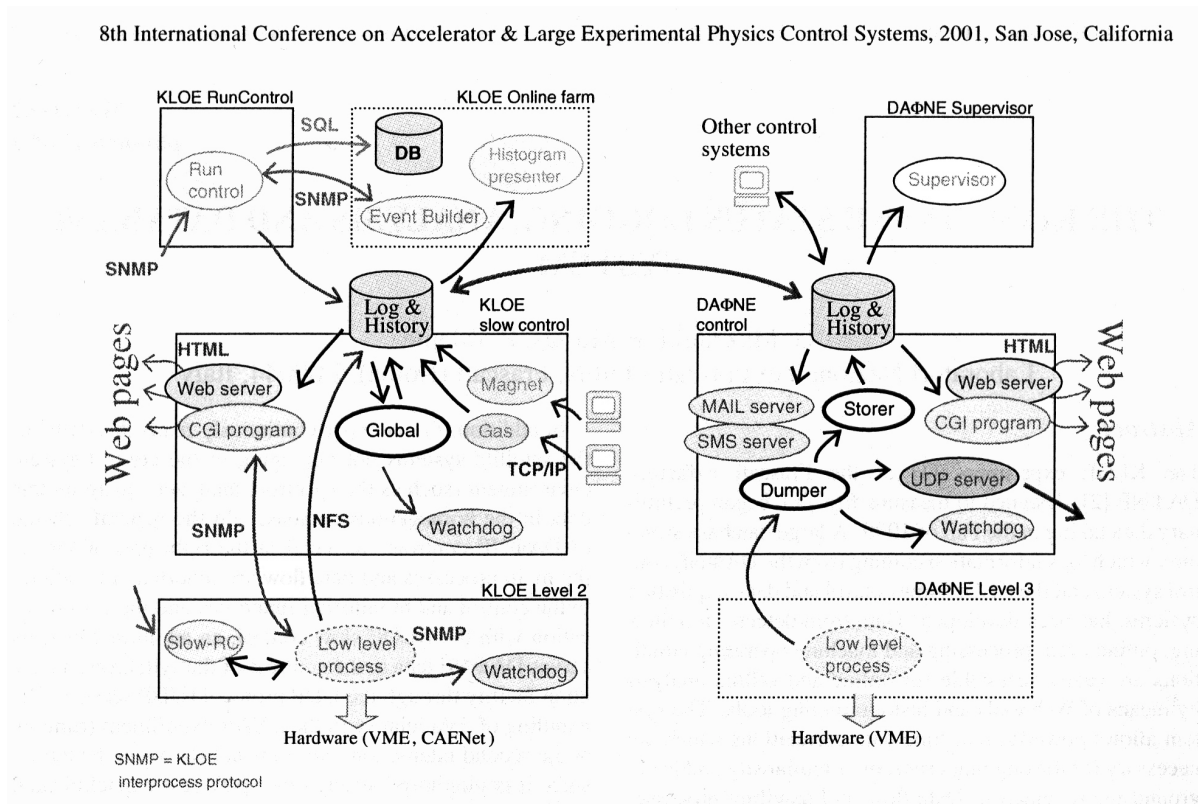 8th International Conference on Accelerator & Large Experimental Physics Control Systems, 2001, San Jose, California
KLOE RunControl
KLOE Online farm
DAΦNE Supervisor
SQL
DB
Run
control
SNMP
Histogram
presenter
Event Builder
Other control
systems
Supervisor
SNMP
Log &
History
KLOE
slow control
DAΦNE
control
Log &
History
Web pages
HTML
Web server
CGI program
Global
Magnet
Gas
TCP/IP
SNMP
NFS
Watchdog
MAIL server
SMS server
Storer
Dumper
HTML
Web server
CGI program
UDP server
Watchdog
Web pages
KLOE Level 2
Slow-RC
Low level
process
SNMP
Watchdog
DAΦNE Level 3
Low level
process
Hardware (VME, CAENet)
Hardware (VME)
SNMP = KLOE
interprocess protocol